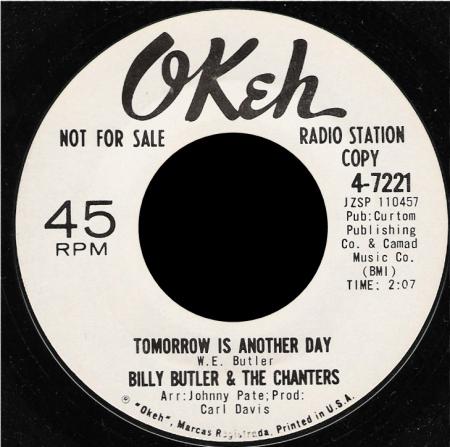 OKeh
NOT FOR SALE
RADIO STATION
COPY
4-7221
JZSP 110457
Pub:Curtom
Publishing
Co. & Camad
Music Co.
(BMI)
TIME: 2:07
45
RPM
TOMORROW IS ANOTHER DAY
W.E. Butler
BILLY BUTLER & THE CHANTERS
Arr:Johnny Pate;Prod:
Carl Davis
® "Okeh", Marcas Registrada. Printed in U.S.A.